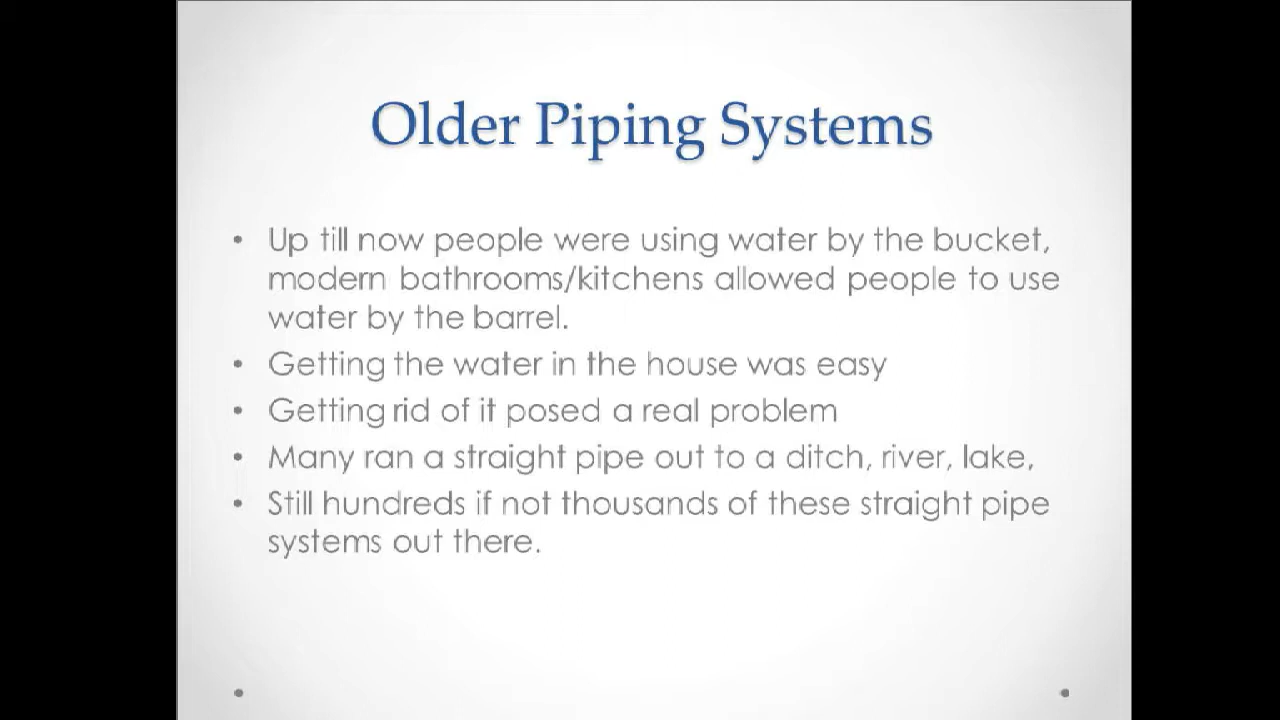 Older Piping Systems
• Up till now people were using water by the bucket,
modern bathrooms/kitchens allowed people to use
water by the barrel.
• Getting the water in the house was easy
• Getting rid of it posed a real problem
• Many ran a straight pipe out to a ditch, river, lake,
• Still hundreds if not thousands of these straight pipe
systems out there.